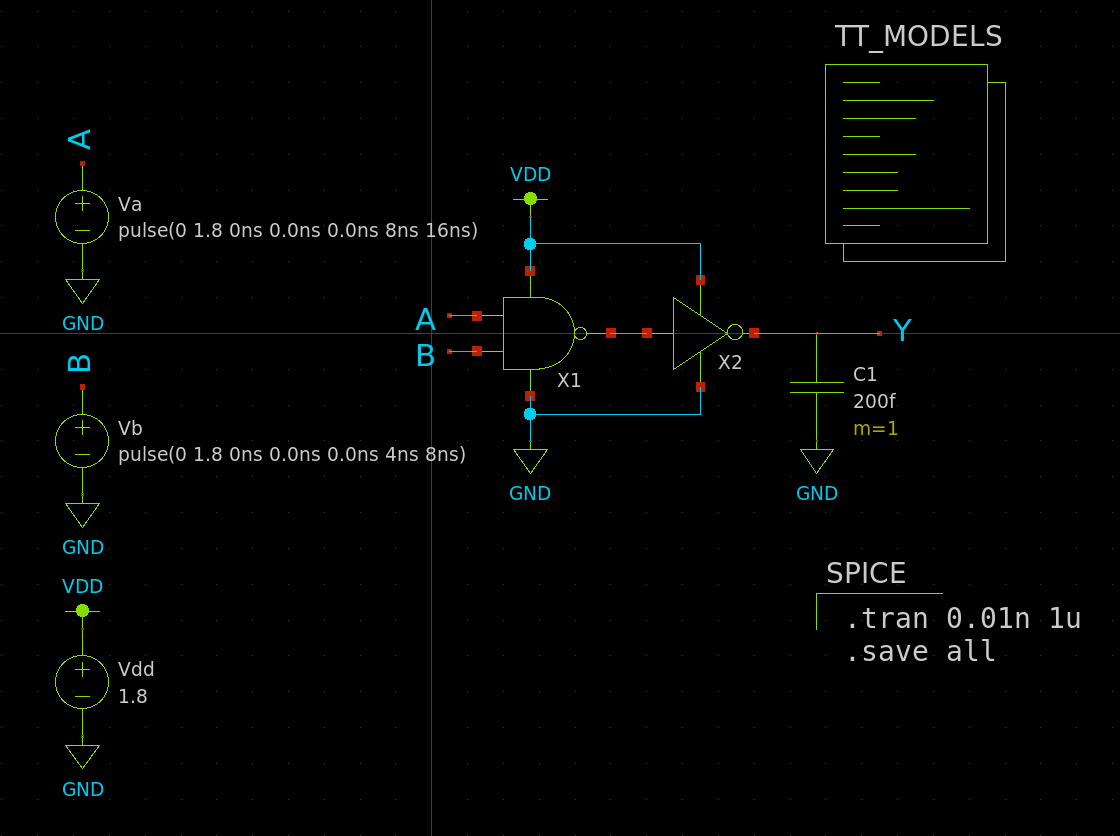 TT_MODELS
A
Va
pulse(0 1.8 0ns 0.0ns 0.0ns 8ns 16ns)
GND
B
Vb
pulse(0 1.8 0ns 0.0ns 0.0ns 4ns 8ns)
GND
VDD
Vdd
1.8
GND
VDD
A
B
X1
X2
GND
Y
C1
200f
m=1
GND
SPICE
.tran 0.01n 1u
.save all